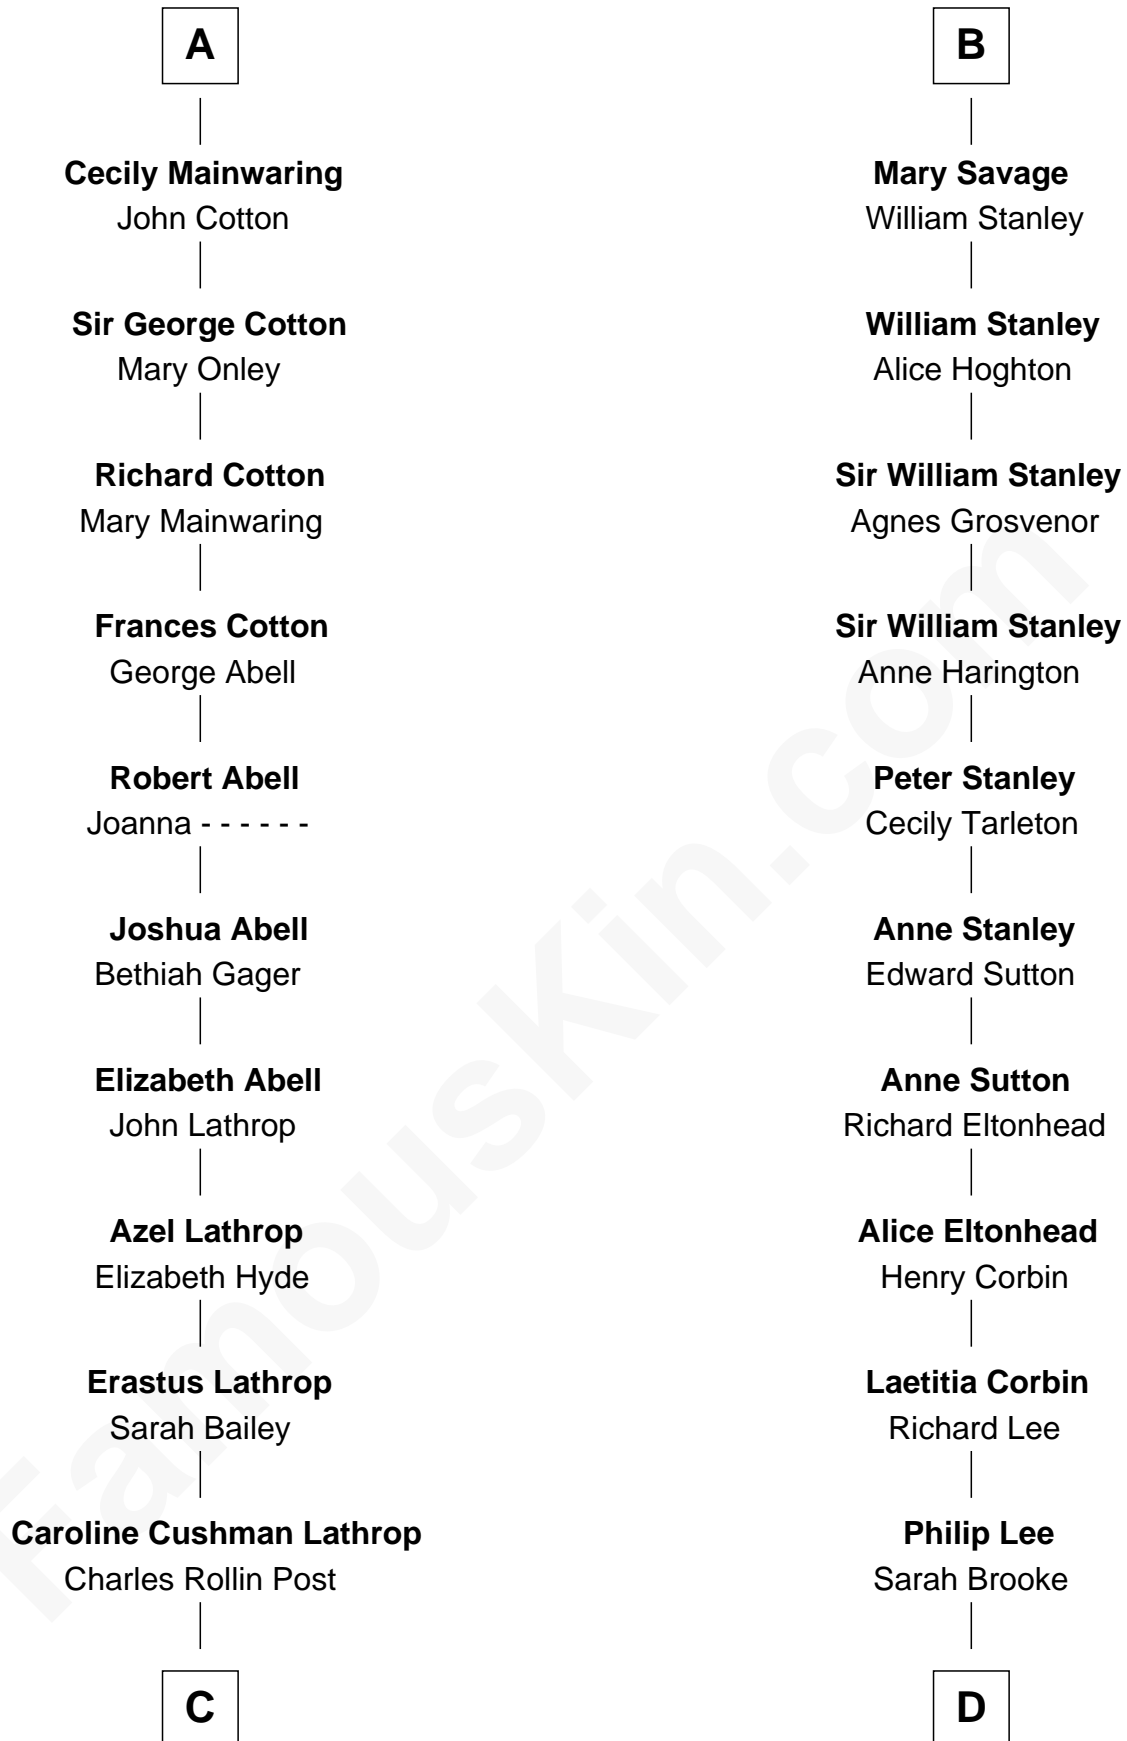 A
Cecily Mainwaring
John Cotton
Sir George Cotton
Mary Onley
Richard Cotton
Mary Mainwaring
Frances Cotton
George Abell
Robert Abell
Joanna - - - - - -
Joshua Abell
Bethiah Gager
Elizabeth Abell
John Lathrop
Azel Lathrop
Elizabeth Hyde
Erastus Lathrop
Sarah Bailey
Caroline Cushman Lathrop
Charles Rollin Post
C
B
Mary Savage
William Stanley
William Stanley
Alice Hoghton
Sir William Stanley
Agnes Grosvenor
Sir William Stanley
Anne Harington
Peter Stanley
Cecily Tarleton
Anne Stanley
Edward Sutton
Anne Sutton
Richard Eltonhead
Alice Eltonhead
Henry Corbin
Laetitia Corbin
Richard Lee
Philip Lee
Sarah Brooke
D
FamousKin.com